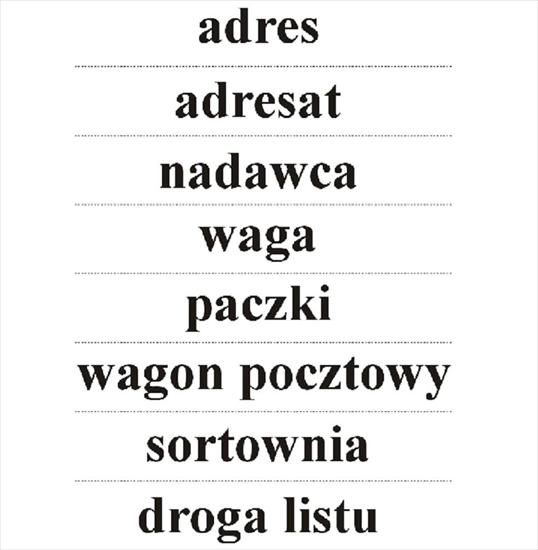 adres
adresat
nadawca
waga
paczki
wagon pocztowy
sortownia
droga listu